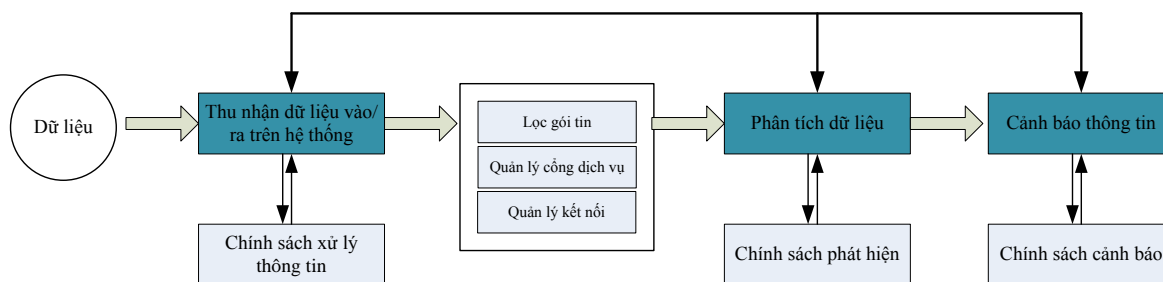 Dữ liệu
Thu nhận dữ liệu vào/
ra trên hệ thống
Lọc gói tin
Quản lý cổng dịch vụ
Quản lý kết nối
Phân tích dữ liệu
Cảnh báo thông tin
Chính sách xử lý
thông tin
Chính sách phát hiện
Chính sách cảnh báo